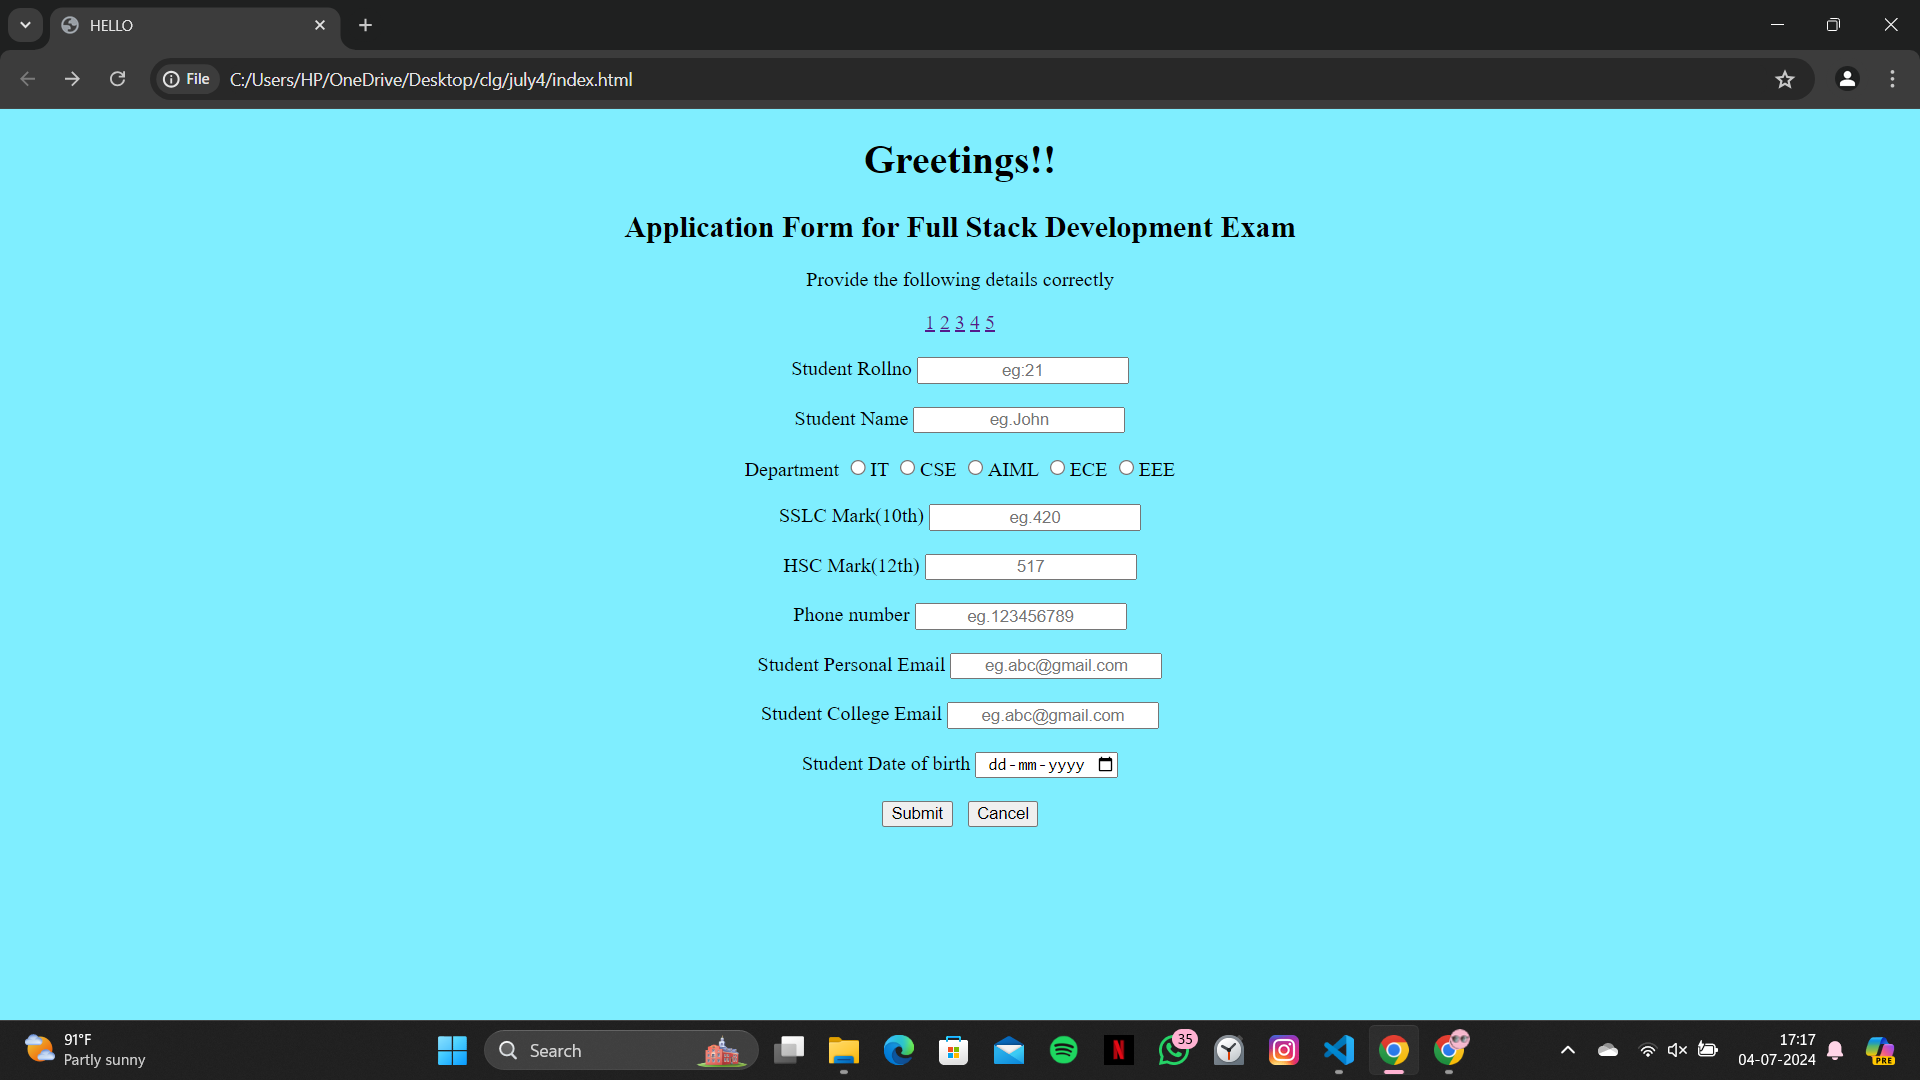 HELLO
File C:/Users/HP/OneDrive/Desktop/clg/july4/index.html
Greetings!!
Application Form for Full Stack Development Exam
Provide the following details correctly
1 2 3 4 5
Student Rollno eg:21
Student Name eg.John
Department IT CSE AIML ECE EEE
SSLC Mark(10th) eg.420
HSC Mark(12th) 517
Phone number eg.123456789
Student Personal Email eg.abc@gmail.com
Student College Email eg.abc@gmail.com
Student Date of birth dd-mm-yyyy
Submit Cancel
91°F
Partly sunny
Search
N
35
17:17
04-07-2024
PRE